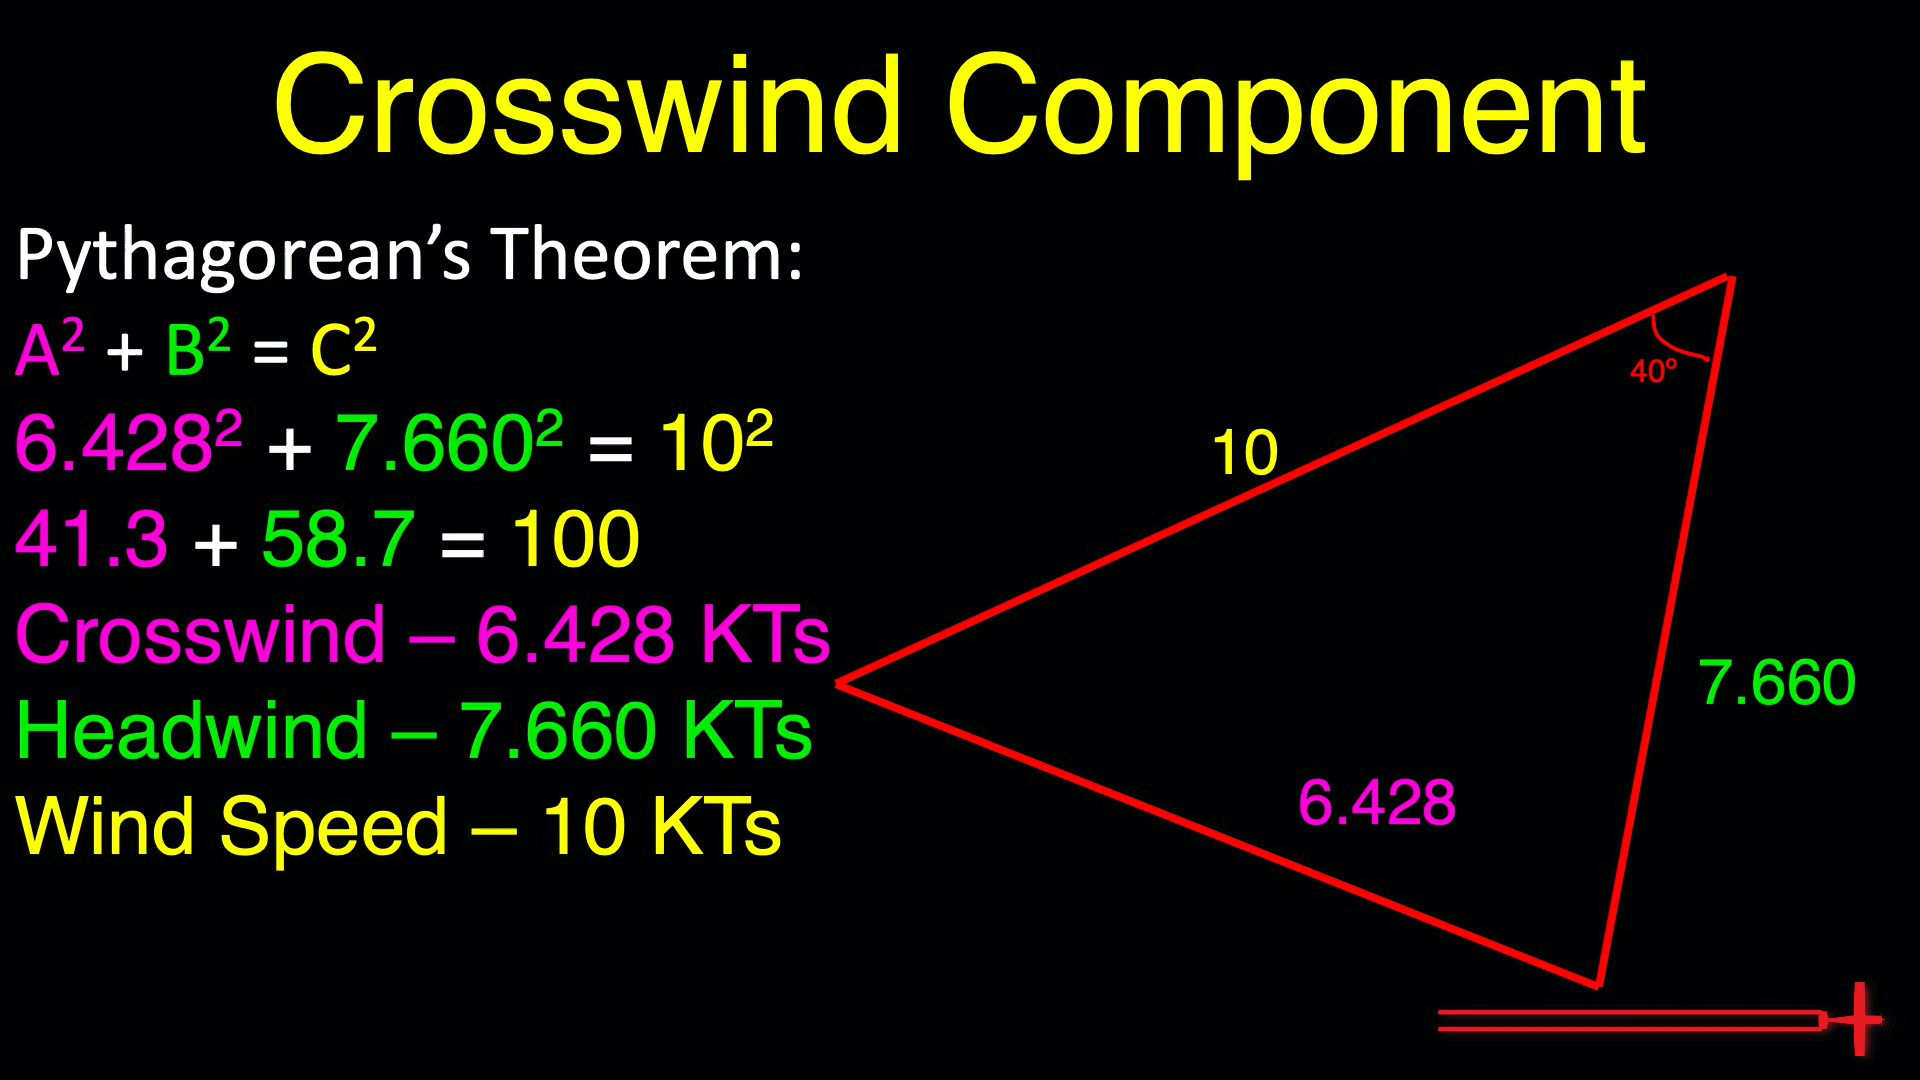 Crosswind Component
Pythagorean’s Theorem:
A² + B² = C²
6.428² + 7.660² = 10²
41.3 + 58.7 = 100
Crosswind – 6.428 KTs
Headwind – 7.660 KTs
Wind Speed – 10 KTs
40º
10
7.660
6.428